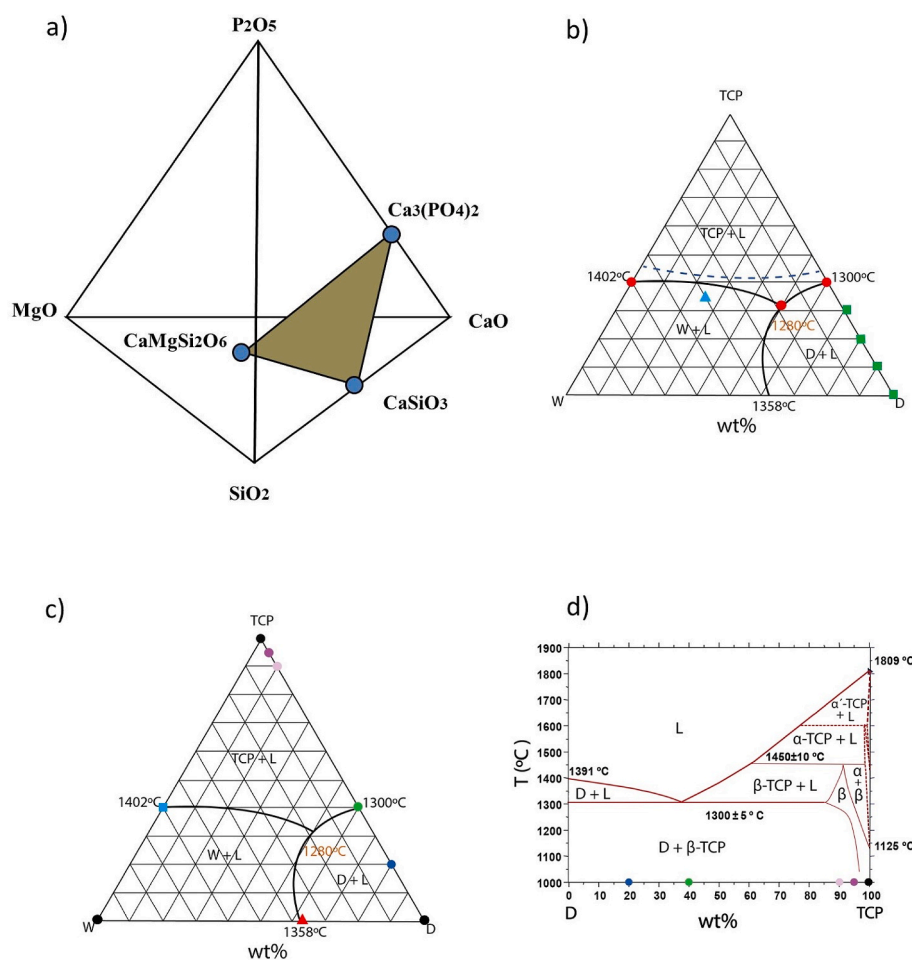 a)
P2O5
Ca3(PO4)2
MgO
CaO
CaMgSi2O6
CaSiO3
SiO2
b)
TCP
TCP + L
1402ºC
1300ºC
1280ºC
W + L
D + L
W
1358ºC
D
wt%
c)
TCP
TCP + L
1402ºC
1300ºC
1280ºC
W + L
D + L
W
1358ºC
D
wt%
d)
1900
1800
1700
1600
1500
1400
1300
1200
1100
1000
T (ºC)
1809 ºC
α´-TCP
+ L
L
α-TCP + L
1450±10 ºC
1391 ºC
α
+
β
β
β-TCP + L
D + L
1300 ± 5 º C
D + β-TCP
1125 ºC
0 10 20 30 40 50 60 70 80 90 100
D
wt%
TCP